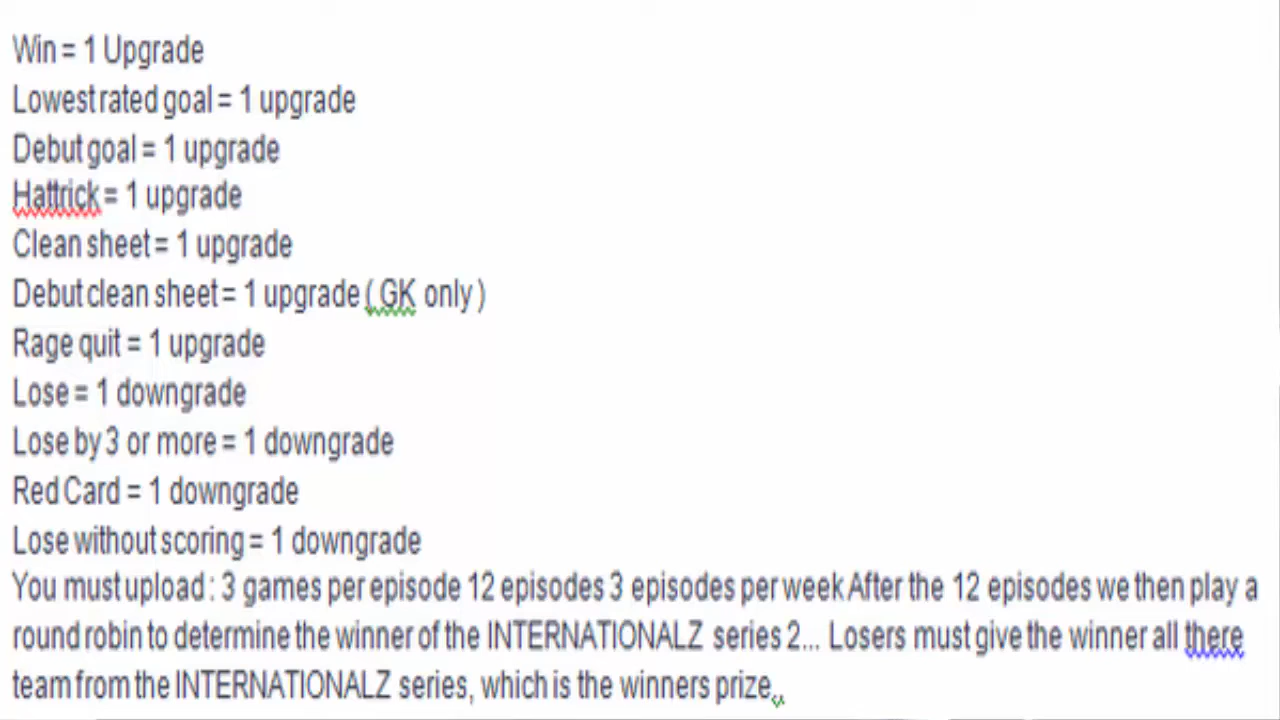 Win = 1 Upgrade
Lowest rated goal = 1 upgrade
Debut goal = 1 upgrade
Hattrick = 1 upgrade
Clean sheet = 1 upgrade
Debut clean sheet = 1 upgrade ( GK only )
Rage quit = 1 upgrade
Lose = 1 downgrade
Lose by 3 or more = 1 downgrade
Red Card = 1 downgrade
Lose without scoring = 1 downgrade
You must upload : 3 games per episode 12 episodes 3 episodes per week After the 12 episodes we then play a
round robin to determine the winner of the INTERNATIONALZ series 2... Losers must give the winner all there
team from the INTERNATIONALZ series, which is the winners prize.